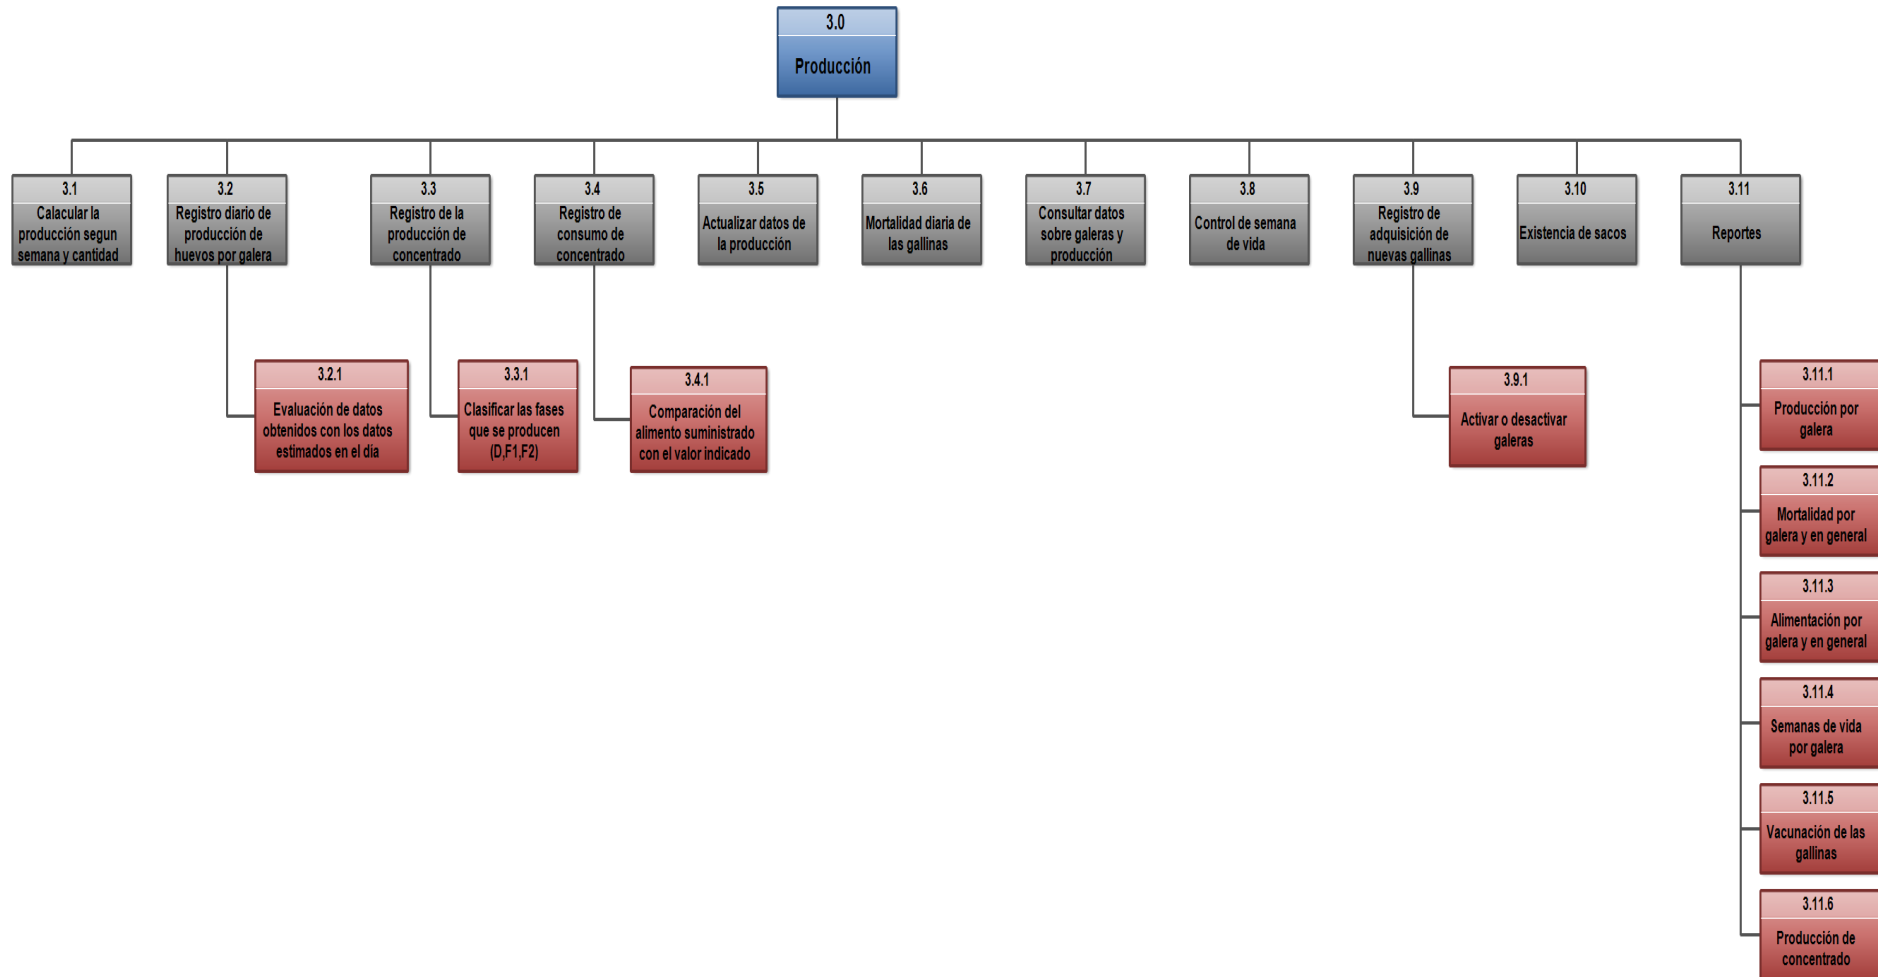 3.0
Producción
3.1
Calacular la
producción segun
semana y cantidad
3.2
Registro diario de
producción de
huevos por galera
3.3
Registro de la
producción de
concentrado
3.4
Registro de
consumo de
concentrado
3.5
Actualizar datos de
la producción
3.6
Mortalidad diaria de
las gallinas
3.7
Consultar datos
sobre galeras y
producción
3.8
Control de semana
de vida
3.9
Registro de
adquisición de
nuevas gallinas
3.10
Existencia de sacos
3.11
Reportes
3.2.1
Evaluación de datos
obtenidos con los datos
estimados en el dia
3.3.1
Clasificar las fases
que se producen
(D,F1,F2)
3.4.1
Comparación del
alimento suministrado
con el valor indicado
3.9.1
Activar o desactivar
galeras
3.11.1
Producción por
galera
3.11.2
Mortalidad por
galera y en general
3.11.3
Alimentación por
galera y en general
3.11.4
Semanas de vida
por galera
3.11.5
Vacunación de las
gallinas
3.11.6
Producción de
concentrado